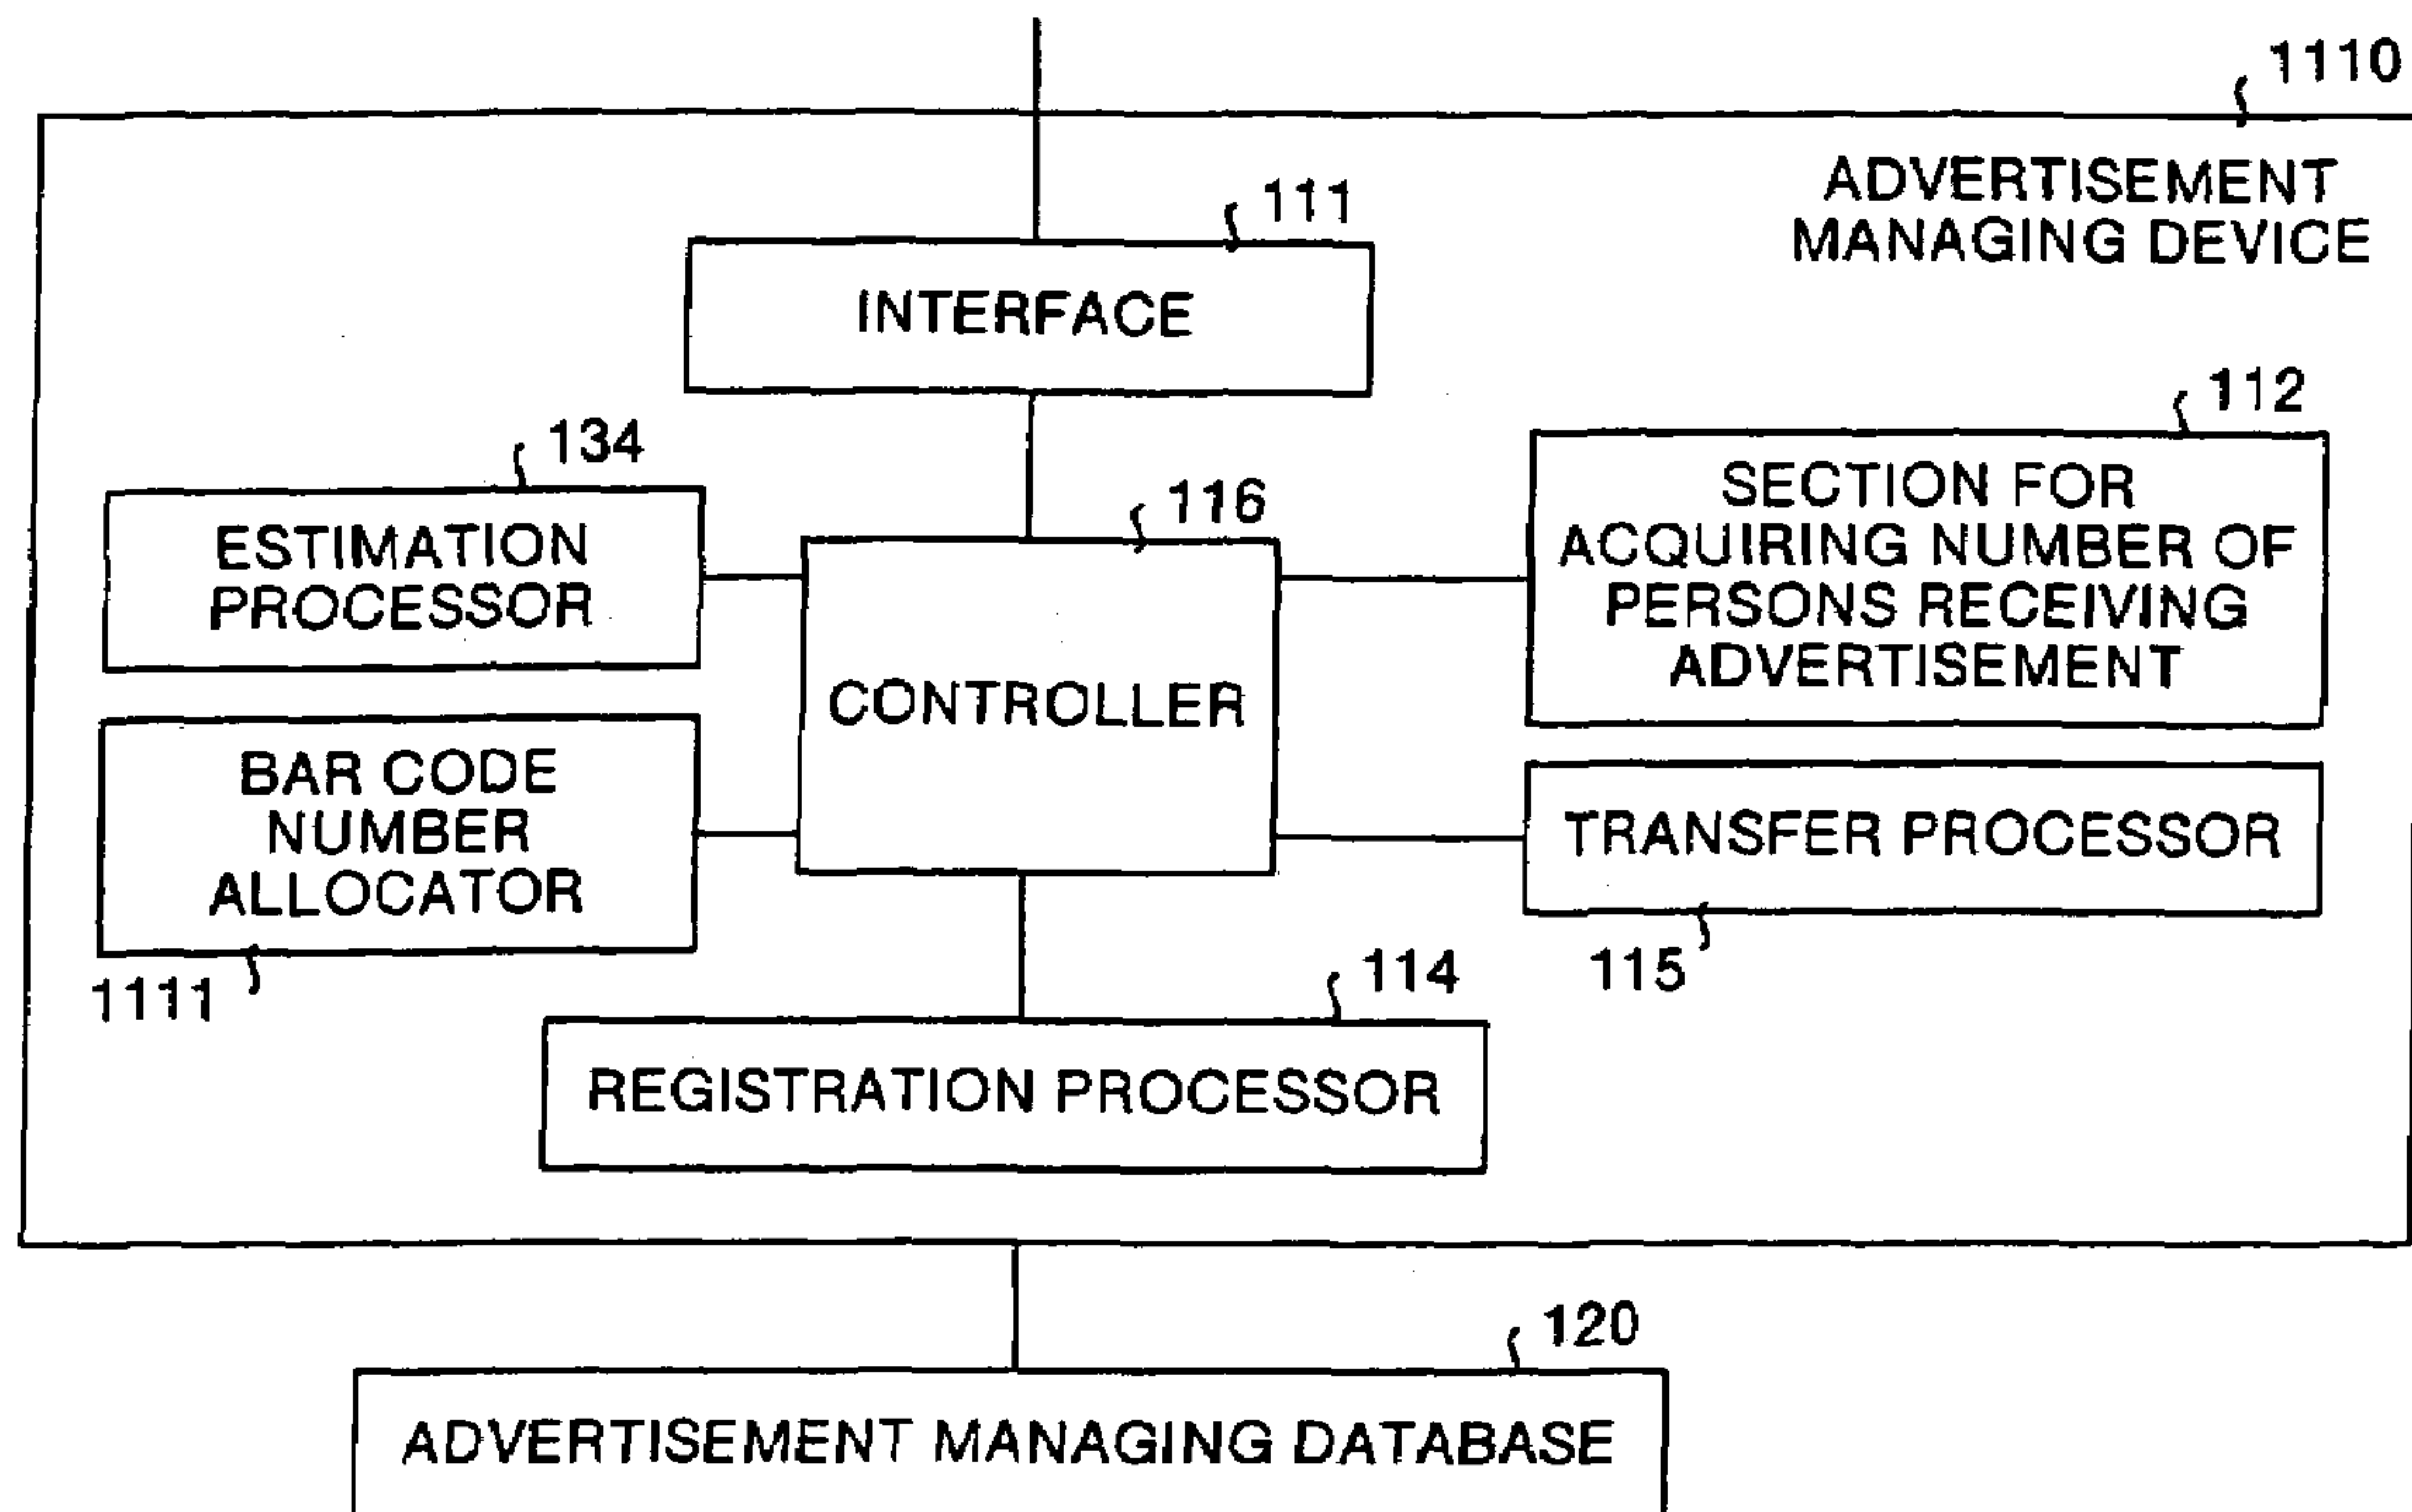 1110
ADVERTISEMENT
MANAGING DEVICE
111
INTERFACE
134
ESTIMATION
PROCESSOR
116
CONTROLLER
112
SECTION FOR
ACQUIRING NUMBER OF
PERSONS RECEIVING
ADVERTISEMENT
BAR CODE
NUMBER
ALLOCATOR
1111
TRANSFER PROCESSOR
115
114
REGISTRATION PROCESSOR
120
ADVERTISEMENT MANAGING DATABASE